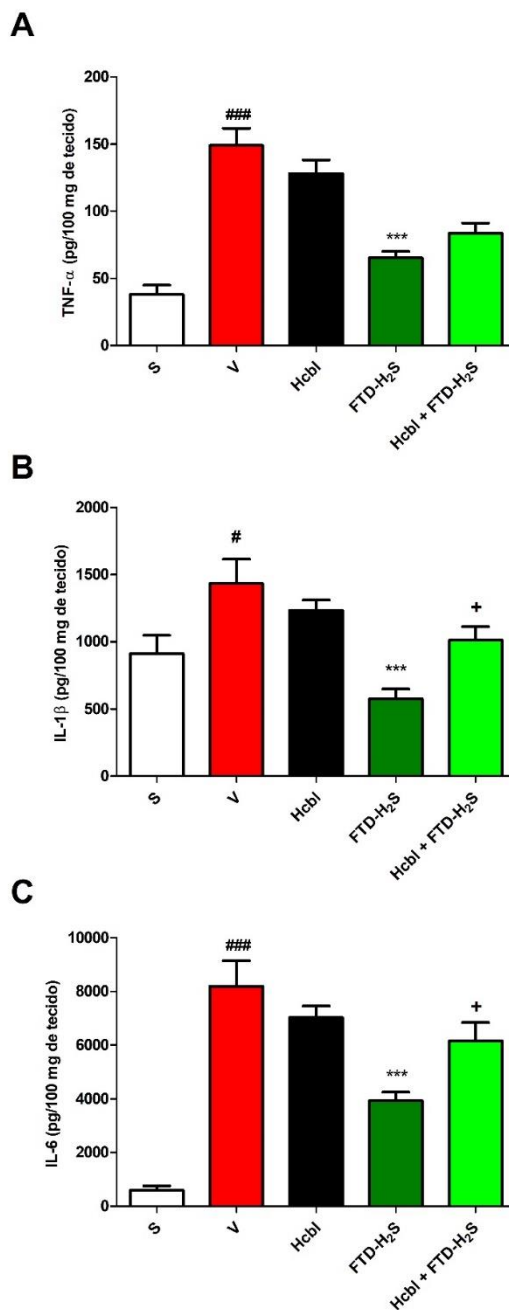 A
TNF-α (pg/100 mg de tecido)
200
150
100
50
0
###
***
S
V
Hcbl
FTD-H₂S
Hcbl + FTD-H₂S
B
IL-1β (pg/100 mg de tecido)
2000
1500
1000
500
0
#
***
+
S
V
Hcbl
FTD-H₂S
Hcbl + FTD-H₂S
C
IL-6 (pg/100 mg de tecido)
10000
8000
6000
4000
2000
0
###
***
+
S
V
Hcbl
FTD-H₂S
Hcbl + FTD-H₂S